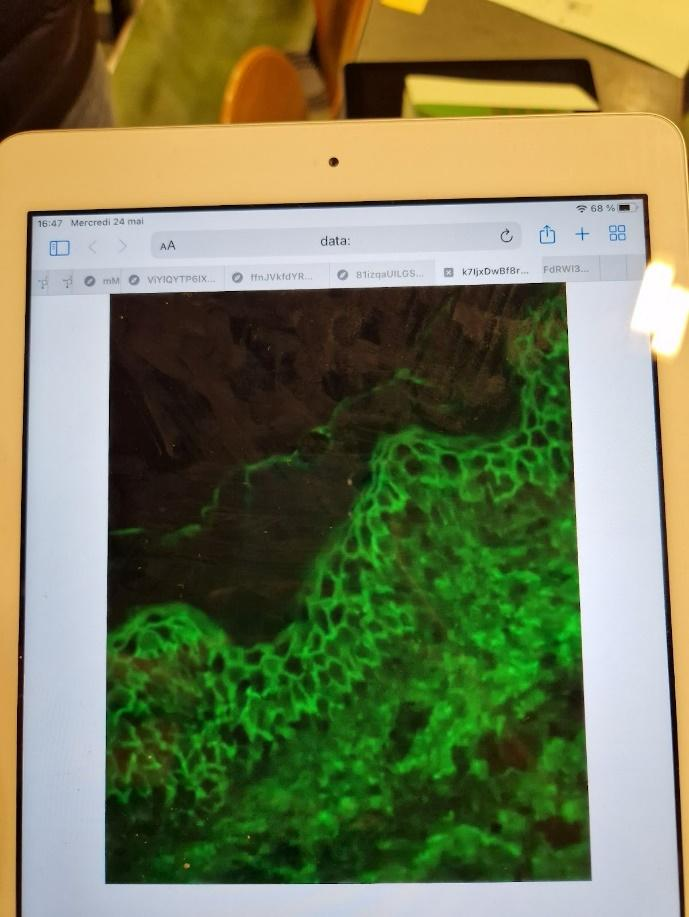 16:47 Mercredi 24 mai
68 %
AA
data:
mM
ViYIQYTP6IX...
ffnJVkfdYR...
81izqaUILGS...
k7IjxDwBf8r...
FdRWI3...